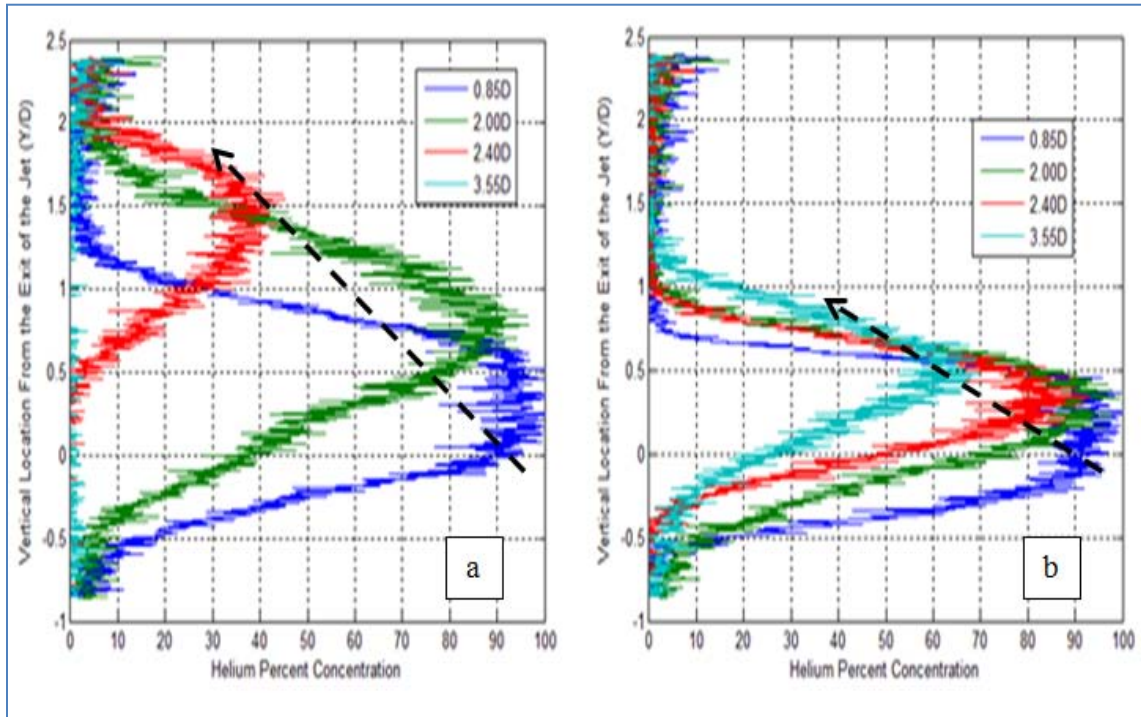 Vertical Location From the Exit of the Jet (Y/D)
2.5
2
1.5
1
0.5
0
-0.5
-1
0 10 20 30 40 50 60 70 80 90 100
Helium Percent Concentration
0.85D
2.00D
2.40D
3.55D
a
Vertical Location From the Exit of the Jet (Y/D)
2.5
2
1.5
1
0.5
0
-0.5
-1
0 10 20 30 40 50 60 70 80 90 100
Helium Percent Concentration
0.85D
2.00D
2.40D
3.55D
b